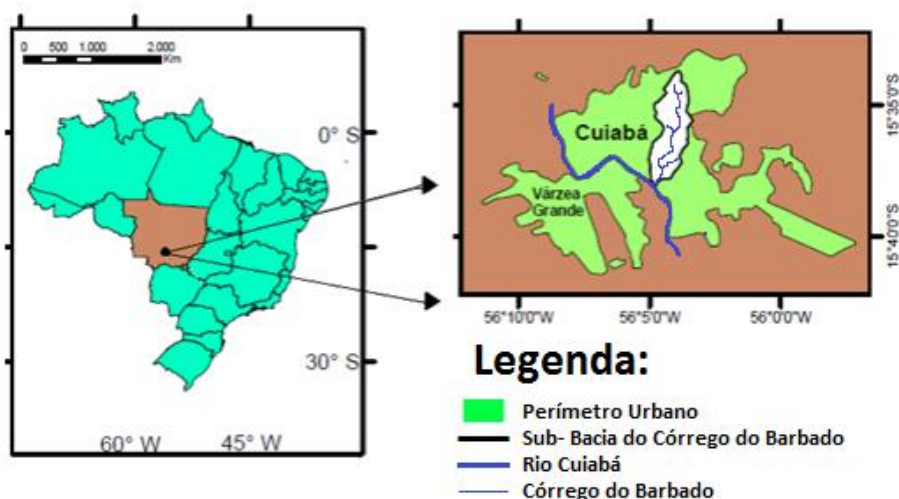 0 500 1.000 2.000
Km
0° S
30° S
60° W 45° W
Cuiabá
Várzea
Grande
15°35'0"S
15°40'0"S
56°10'0"W 56°5'0"W 56°0'0"W
Legenda:
Perímetro Urbano
Sub- Bacia do Córrego do Barbado
Rio Cuiabá
Córrego do Barbado